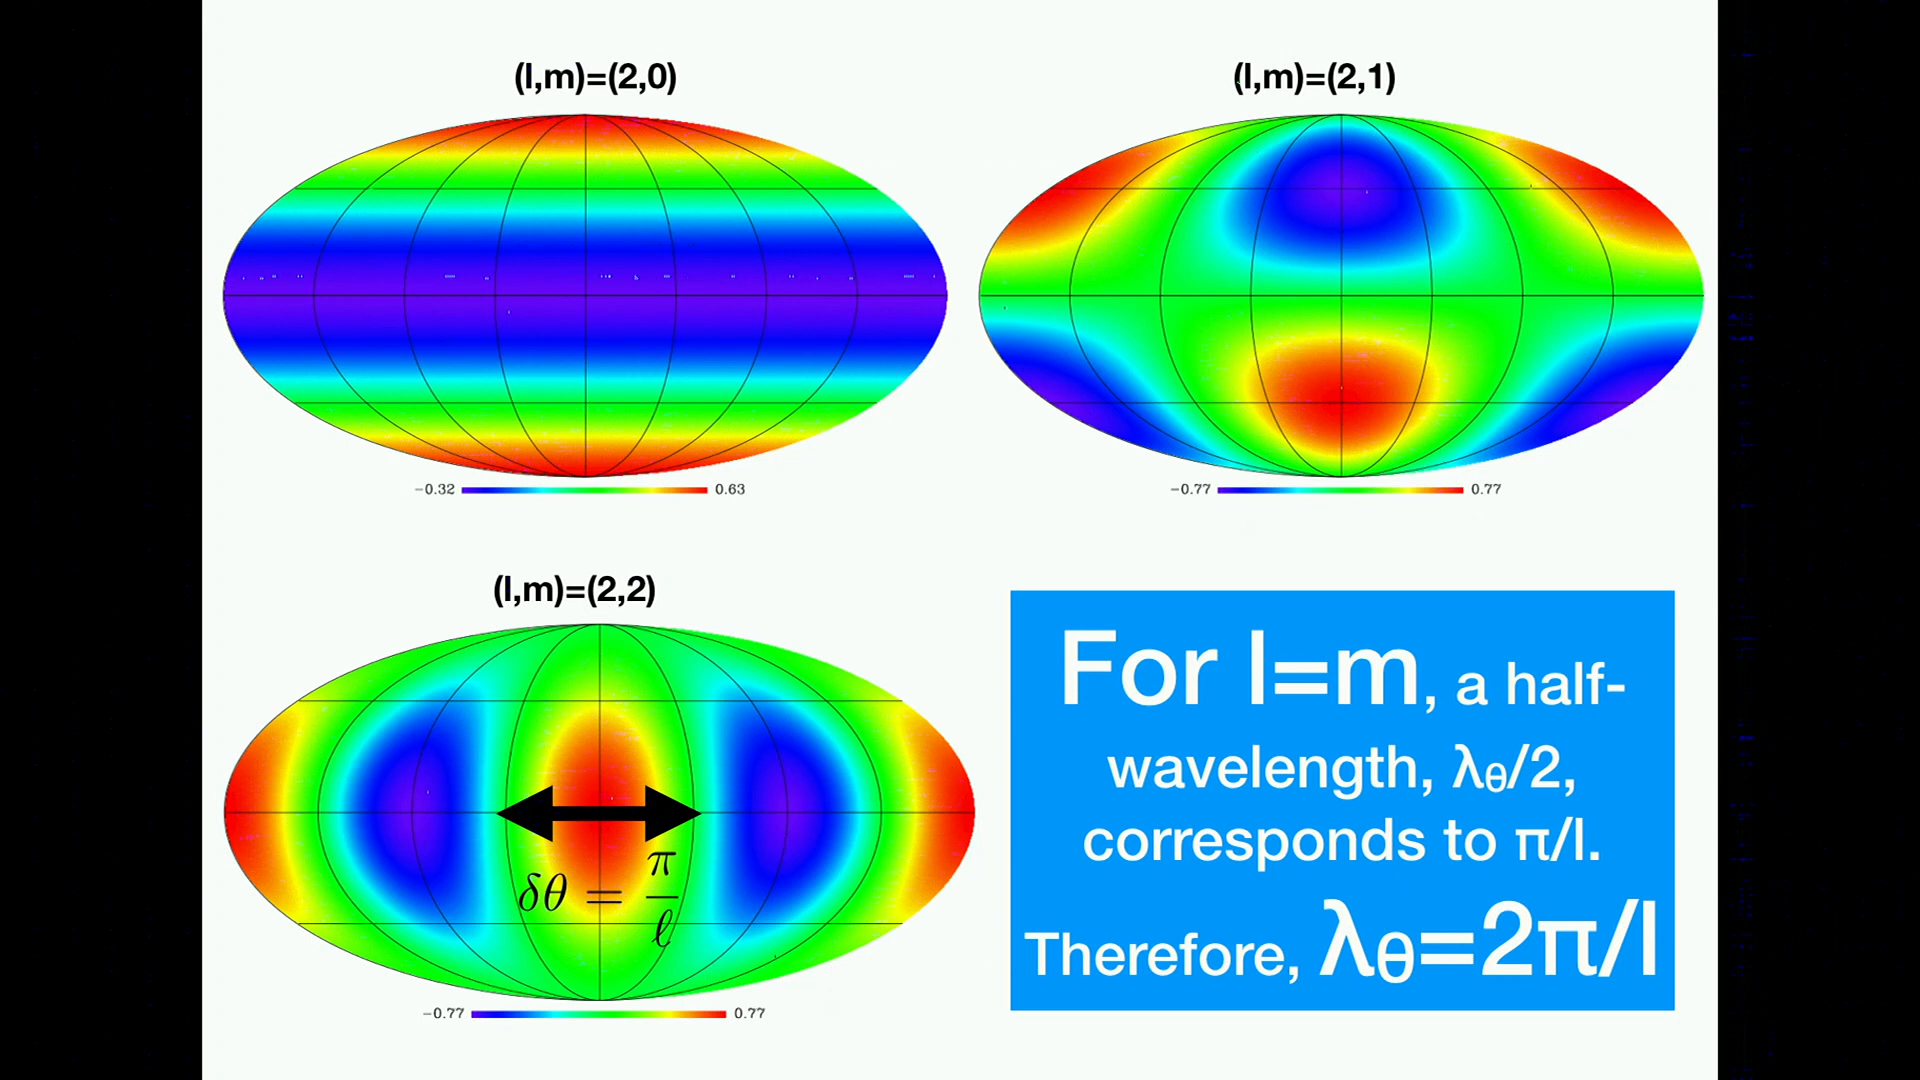 (l,m)=(2,0)
(l,m)=(2,1)
−0.32 0.63
−0.77 0.77
(l,m)=(2,2)
δθ = π/ℓ
−0.77 0.77
For l=m, a half-
wavelength, λθ/2,
corresponds to π/l.
Therefore, λθ=2π/l